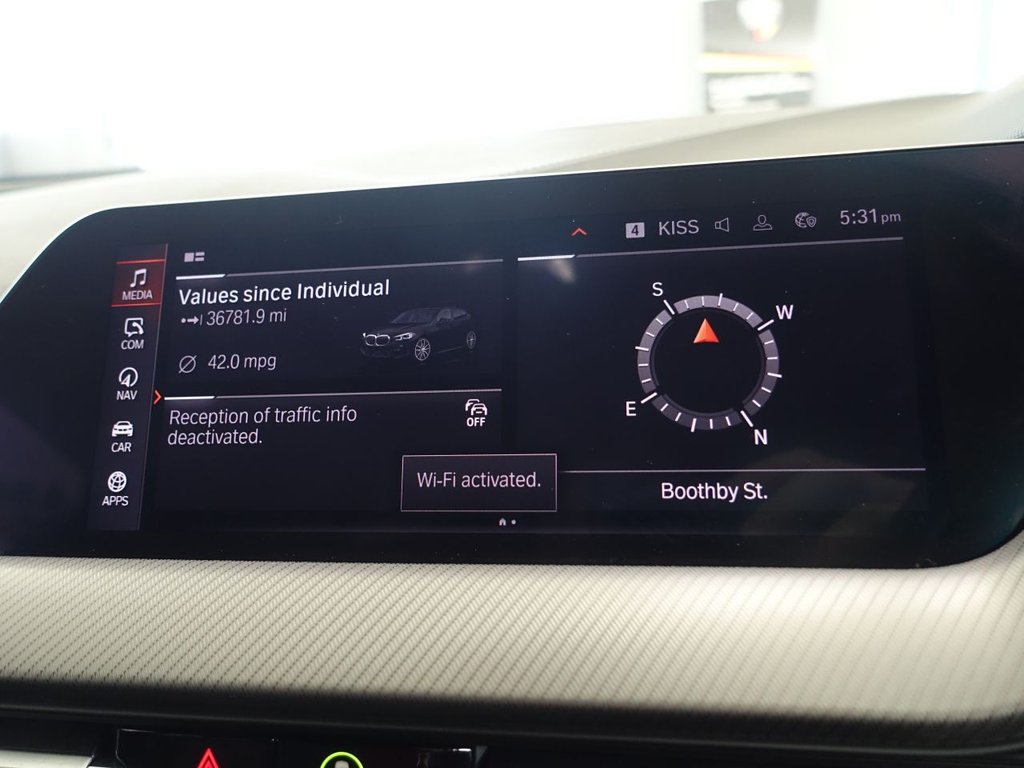 4 KISS 5:31 pm
MEDIA
COM
NAV
CAR
APPS
Values since Individual
36781.9 mi
42.0 mpg
Reception of traffic info
deactivated.
OFF
Wi-Fi activated.
S
W
E
N
Boothby St.